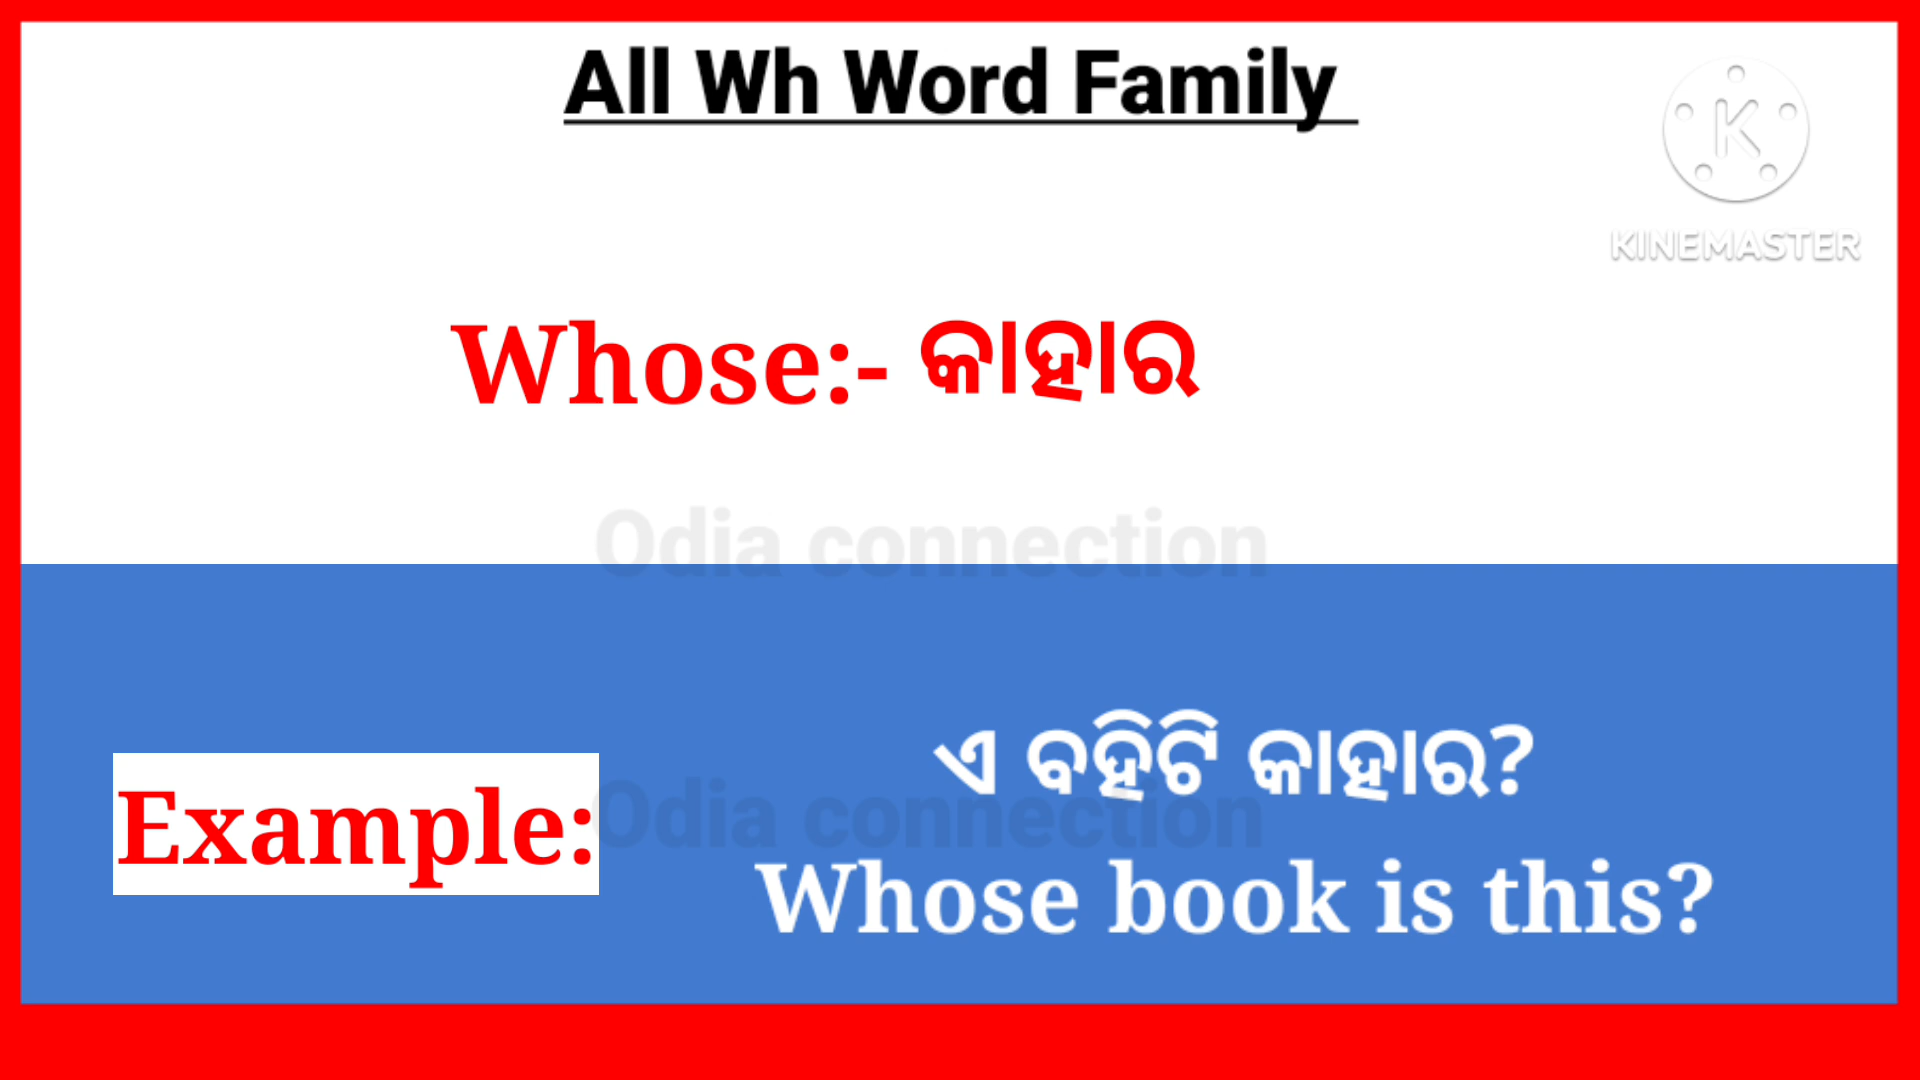 All Wh Word Family
K
KINEMASTER
Whose:- କାହାର
Odia connection
ଏ ବହିଟି କାହାର?
Example:
Odia connection
Whose book is this?